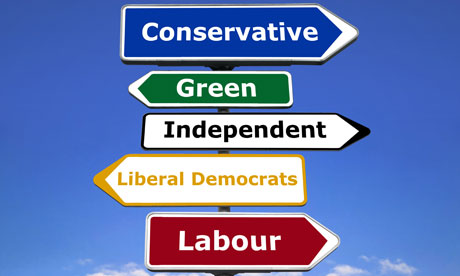 Conservative
Green
Independent
Liberal Democrats
Labour